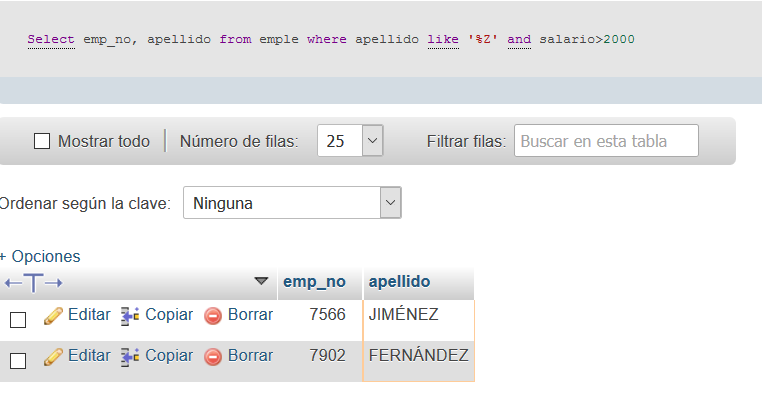 Select emp_no, apellido from emple where apellido like '%Z' and salario>2000
Mostrar todo Número de filas: 25 Filtrar filas: Buscar en esta tabla
Ordenar según la clave: Ninguna
+ Opciones
←T→ emp_no apellido
Editar Copiar Borrar 7566 JIMÉNEZ
Editar Copiar Borrar 7902 FERNÁNDEZ